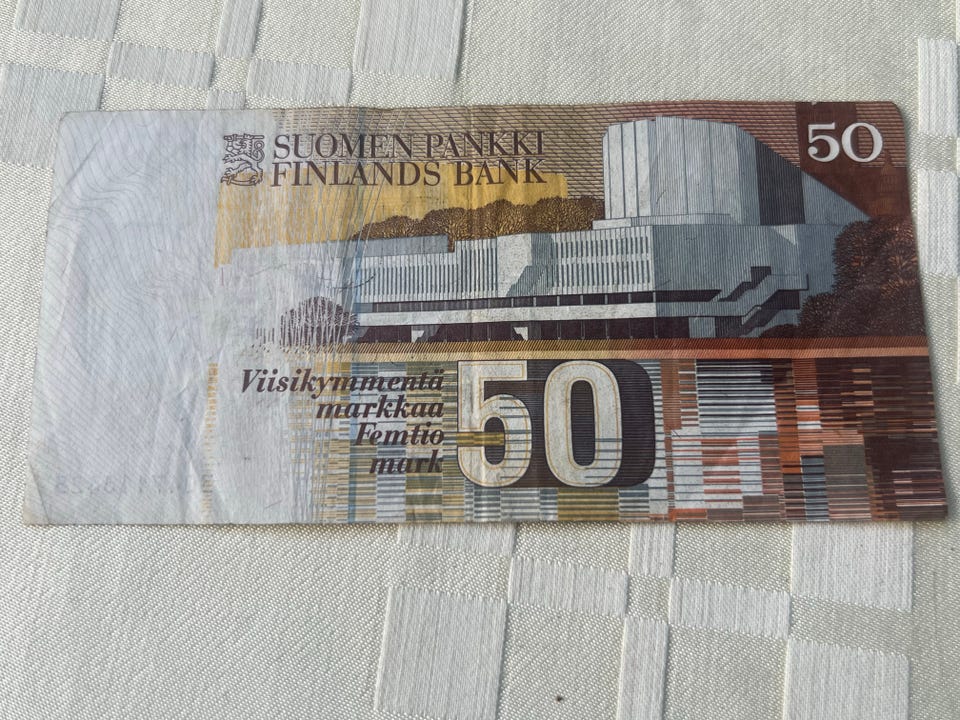 SUOMEN PANKKI
FINLANDS BANK
50
Viisikymmentä
markkaa
Femtio
mark
50